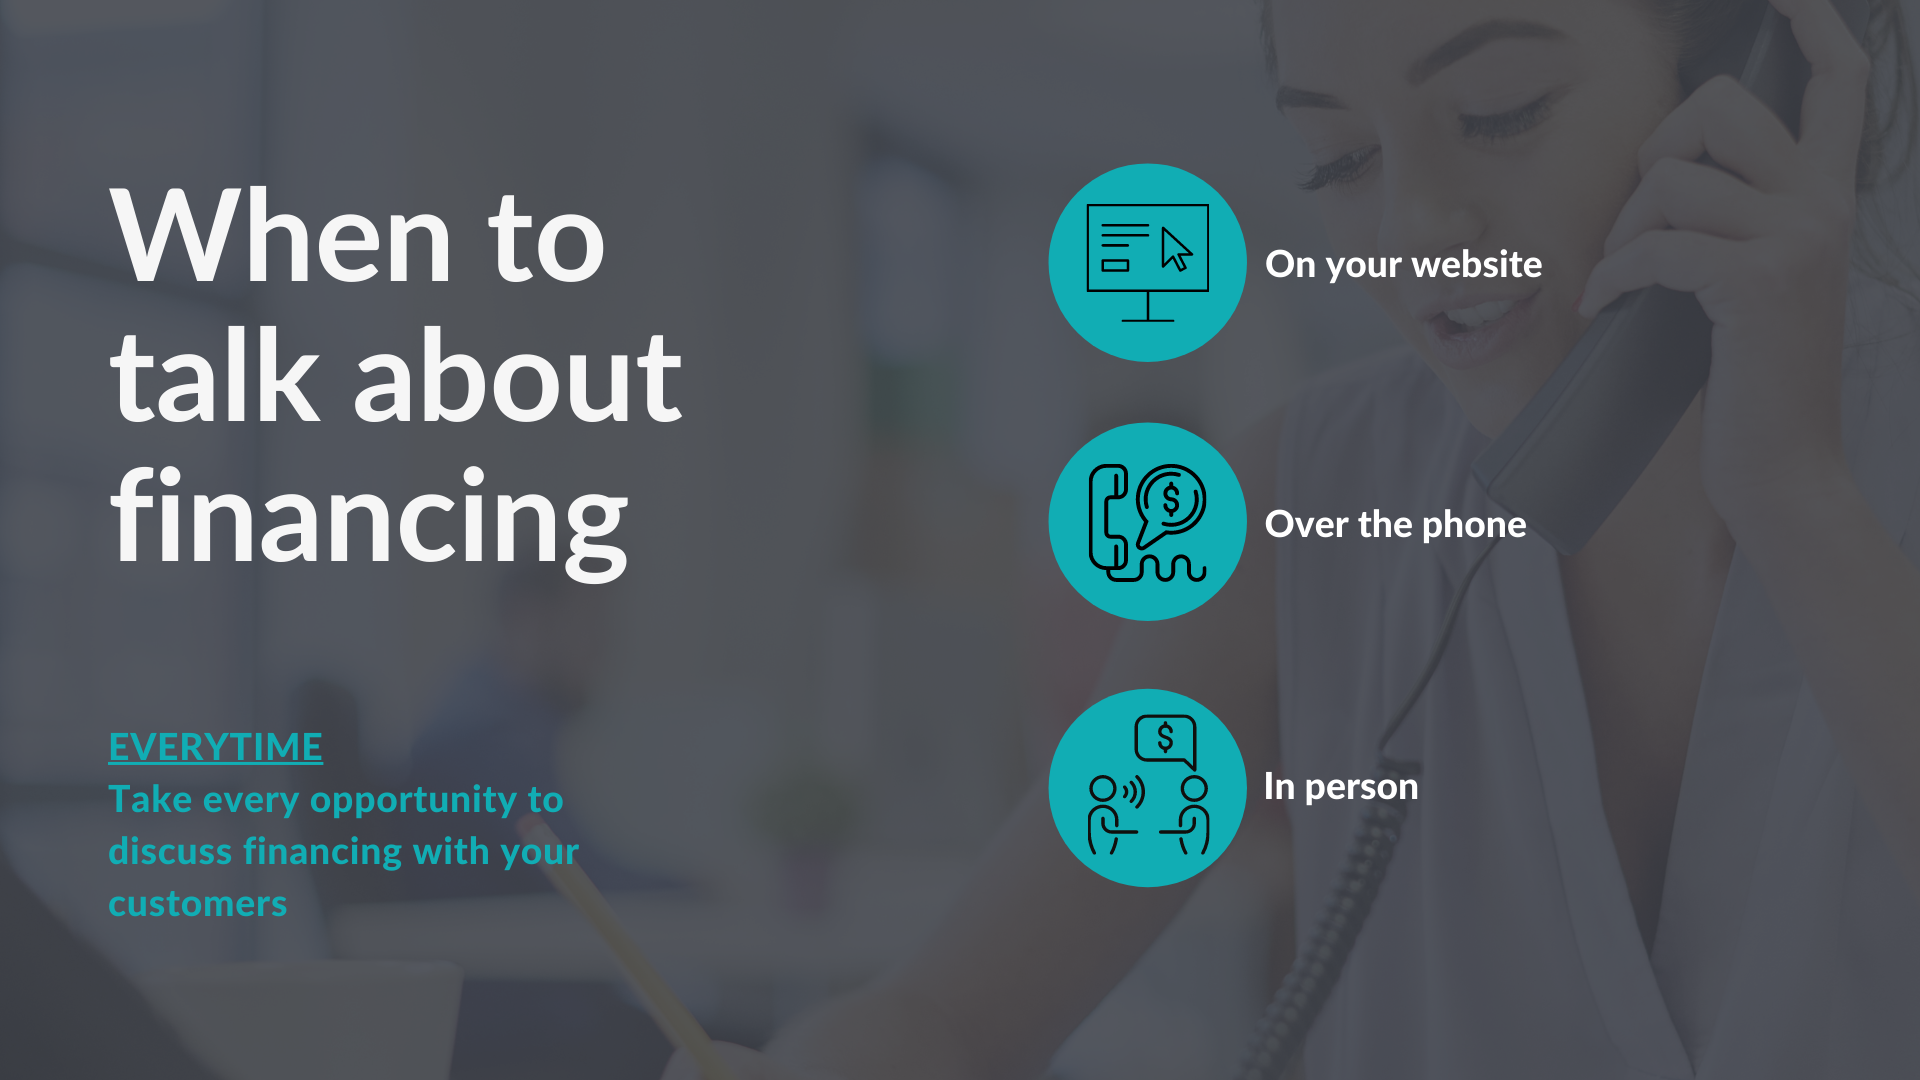 When to
talk about
financing
EVERYTIME
Take every opportunity to
discuss financing with your
customers
On your website
$
Over the phone
$
In person